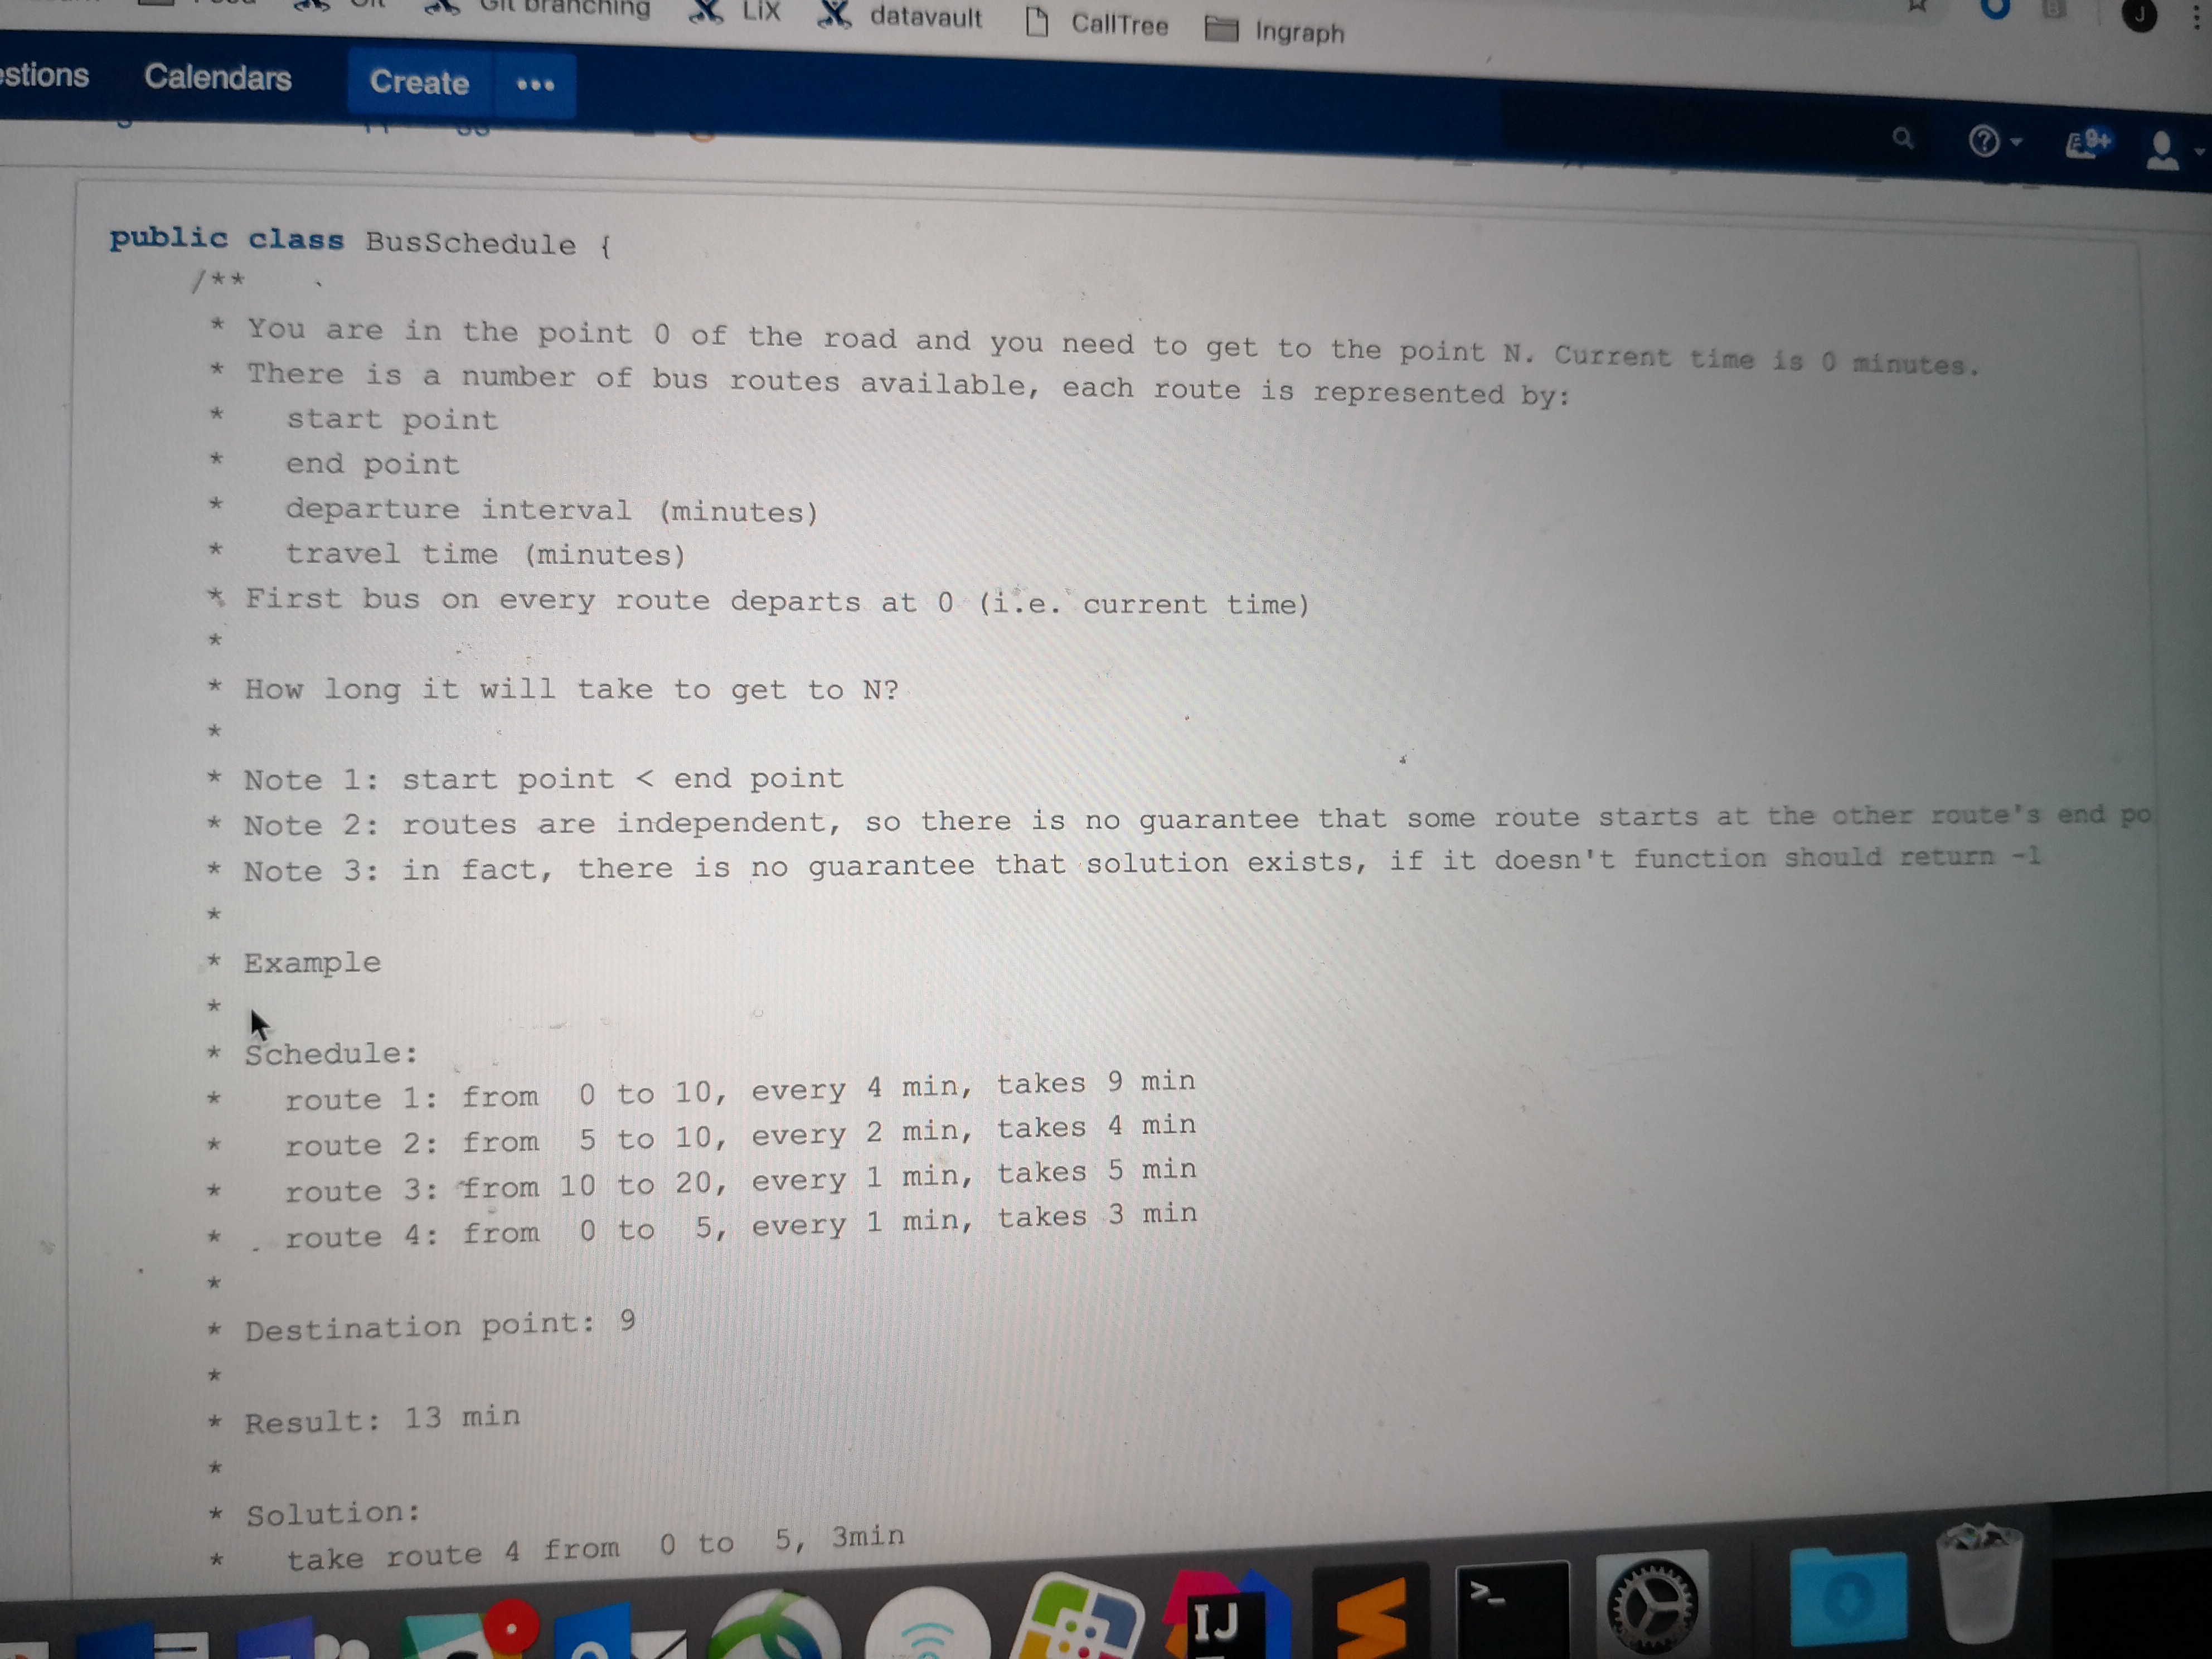 Git branching
LiX
datavault
CallTree
Ingraph
J
Calendars
Create
•••
9+
public class BusSchedule {
/**
* You are in the point 0 of the road and you need to get to the point N. Current time is 0 minutes.
* There is a number of bus routes available, each route is represented by:
* start point
* end point
* departure interval (minutes)
* travel time (minutes)
* First bus on every route departs at 0 (i.e. current time)
*
* How long it will take to get to N?
*
* Note 1: start point < end point
* Note 2: routes are independent, so there is no guarantee that some route starts at the other route's end po
* Note 3: in fact, there is no guarantee that solution exists, if it doesn't function should return -1
*
* Example
*
* Schedule:
* route 1: from 0 to 10, every 4 min, takes 9 min
* route 2: from 5 to 10, every 2 min, takes 4 min
* route 3: from 10 to 20, every 1 min, takes 5 min
* route 4: from 0 to 5, every 1 min, takes 3 min
*
* Destination point: 9
*
* Result: 13 min
*
* Solution:
* take route 4 from 0 to 5, 3min
>_
IJ